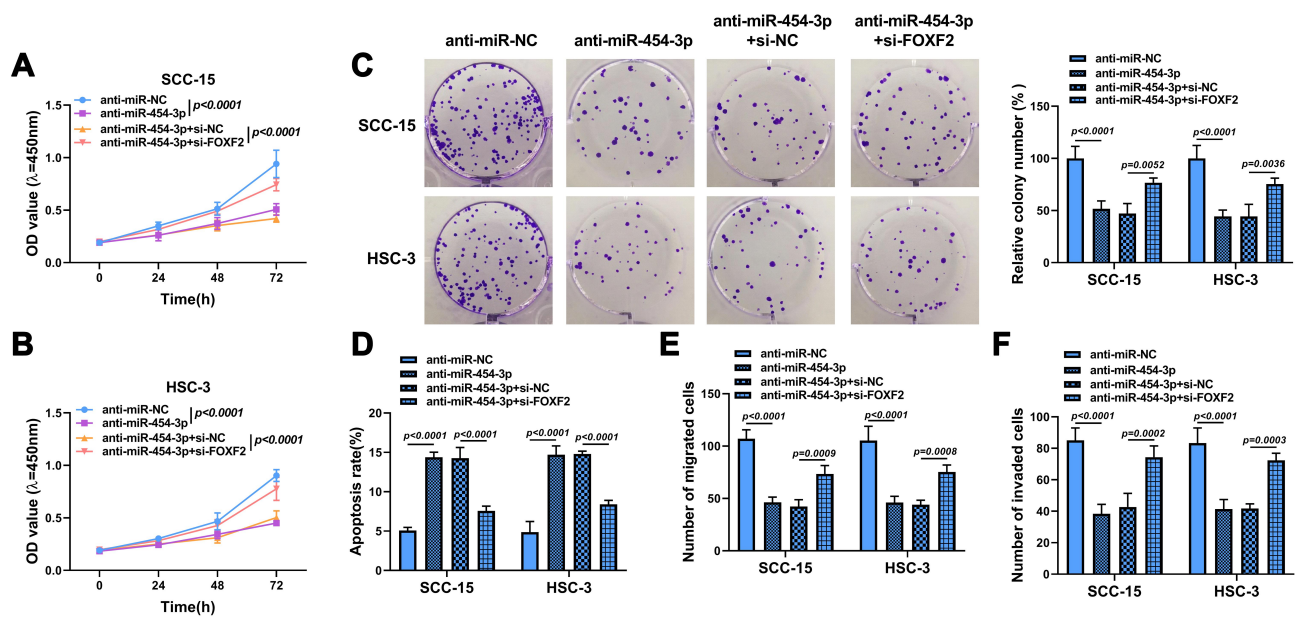 A
SCC-15
OD value (λ=450nm)
1.5
1.0
0.5
0.0
0 24 48 72
Time(h)
anti-miR-NC
anti-miR-454-3p
p<0.0001
anti-miR-454-3p+si-NC
anti-miR-454-3p+si-FOXF2
p<0.0001
B
HSC-3
OD value (λ=450nm)
1.5
1.0
0.5
0.0
0 24 48 72
Time(h)
anti-miR-NC
anti-miR-454-3p
p<0.0001
anti-miR-454-3p+si-NC
anti-miR-454-3p+si-FOXF2
p<0.0001
C
anti-miR-NC
anti-miR-454-3p
anti-miR-454-3p
+si-NC
anti-miR-454-3p
+si-FOXF2
SCC-15
HSC-3
anti-miR-NC
anti-miR-454-3p
anti-miR-454-3p+si-NC
anti-miR-454-3p+si-FOXF2
Relative colony number (%)
150
100
50
0
p<0.0001
p=0.0052
p<0.0001
p=0.0036
SCC-15 HSC-3
D
anti-miR-NC
anti-miR-454-3p
anti-miR-454-3p+si-NC
anti-miR-454-3p+si-FOXF2
Apoptosis rate(%)
20
15
10
5
0
p<0.0001 p<0.0001 p<0.0001 p<0.0001
SCC-15 HSC-3
E
anti-miR-NC
anti-miR-454-3p
anti-miR-454-3p+si-NC
anti-miR-454-3p+si-FOXF2
Number of migrated cells
150
100
50
0
p<0.0001
p=0.0009
p<0.0001
p=0.0008
SCC-15 HSC-3
F
anti-miR-NC
anti-miR-454-3p
anti-miR-454-3p+si-NC
anti-miR-454-3p+si-FOXF2
Number of invaded cells
100
80
60
40
20
0
p<0.0001
p=0.0002
p<0.0001
p=0.0003
SCC-15 HSC-3